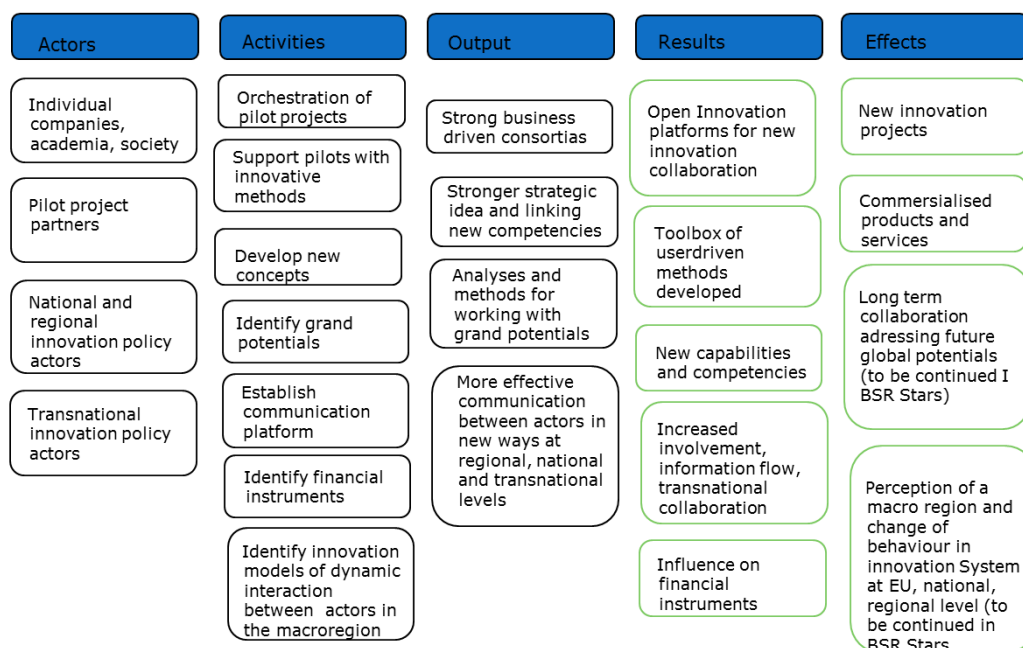 Actors
Individual
companies,
academia, society
Pilot project
partners
National and
regional
innovation policy
actors
Transnational
innovation policy
actors
Activities
Orchestration of
pilot projects
Support pilots with
innovative
methods
Develop new
concepts
Identify grand
potentials
Establish
communication
platform
Identify financial
instruments
Identify innovation
models of dynamic
interaction
between actors in
the macroregion
Output
Strong business
driven consortias
Stronger strategic
idea and linking
new competencies
Analyses and
methods for
working with
grand potentials
More effective
communication
between actors in
new ways at
regional, national
and transnational
levels
Results
Open Innovation
platforms for new
innovation
collaboration
Toolbox of
userdriven
methods
developed
New capabilities
and competencies
Increased
involvement,
information flow,
transnational
collaboration
Influence on
financial
instruments
Effects
New innovation
projects
Commersialised
products and
services
Long term
collaboration
adressing future
global potentials
(to be continued I
BSR Stars)
Perception of a
macro region and
change of
behaviour in
innovation System
at EU, national,
regional level (to
be continued in
BSR Stars